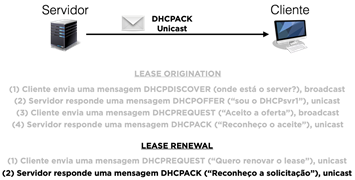 Servidor
Cliente
DHCPACK
Unicast
LEASE ORIGINATION
(1) Cliente envia uma mensagem DHCPDISCOVER (onde está o server?), broadcast
(2) Servidor responde uma mensagem DHCPOFFER (“sou o DHCPsvr1”), unicast
(3) Cliente envia uma mensagem DHCPREQUEST (“Aceito a oferta”), broadcast
(4) Servidor responde uma mensagem DHCPACK (“Reconheço o aceite”), unicast
LEASE RENEWAL
(1) Cliente envia uma mensagem DHCPREQUEST (“Quero renovar o lease”), unicast
(2) Servidor responde uma mensagem DHCPACK (“Reconheço a solicitação”), unicast